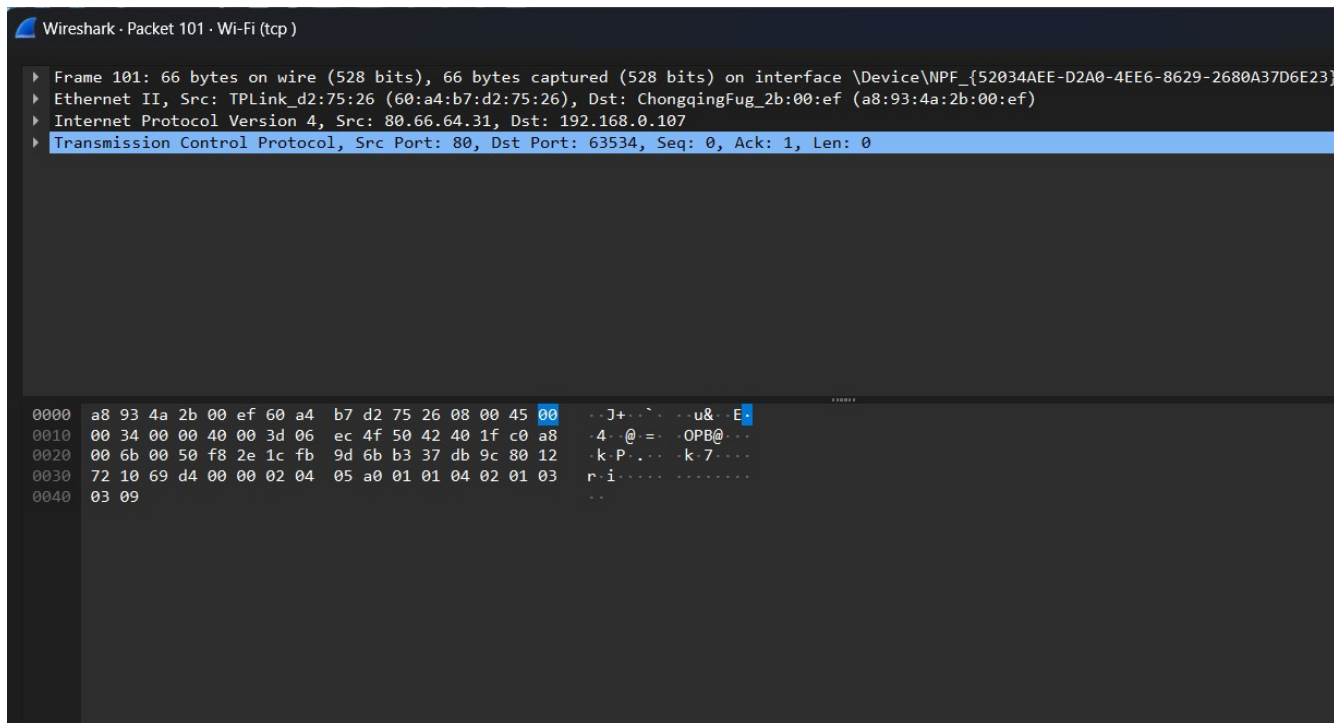 Wireshark · Packet 101 · Wi-Fi (tcp )
Frame 101: 66 bytes on wire (528 bits), 66 bytes captured (528 bits) on interface \Device\NPF_{52034AEE-D2A0-4EE6-8629-2680A37D6E23}
Ethernet II, Src: TPLink_d2:75:26 (60:a4:b7:d2:75:26), Dst: ChongqingFug_2b:00:ef (a8:93:4a:2b:00:ef)
Internet Protocol Version 4, Src: 80.66.64.31, Dst: 192.168.0.107
Transmission Control Protocol, Src Port: 80, Dst Port: 63534, Seq: 0, Ack: 1, Len: 0
0000 a8 93 4a 2b 00 ef 60 a4 b7 d2 75 26 08 00 45 00 ··J+··`· ··u&··E·
0010 00 34 00 00 40 00 3d 06 ec 4f 50 42 40 1f c0 a8 ·4··@·=· ·OPB@···
0020 00 6b 00 50 f8 2e 1c fb 9d 6b b3 37 db 9c 80 12 ·k·P·.·· ·k·7····
0030 72 10 69 d4 00 00 02 04 05 a0 01 01 04 02 01 03 r·i····· ········
0040 03 09 ··